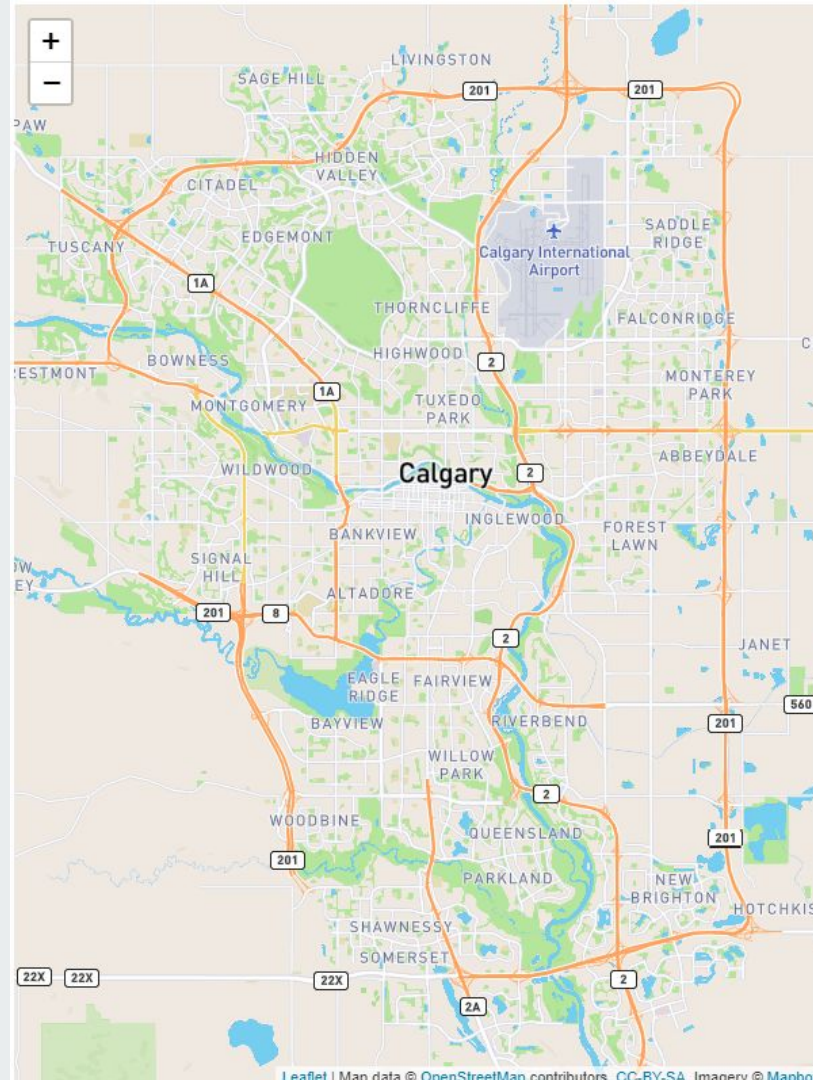 +
−
LIVINGSTON
SAGE HILL
201
201
PAW
HIDDEN
VALLEY
CITADEL
TUSCANY
EDGEMONT
SADDLE
RIDGE
Calgary International
Airport
1A
THORNCLIFFE
FALCONRIDGE
C
BOWNESS
HIGHWOOD
2
RESTMONT
MONTEREY
PARK
1A
MONTGOMERY
TUXEDO
PARK
ABBEYDALE
WILDWOOD
Calgary
2
INGLEWOOD
BANKVIEW
FOREST
LAWN
SIGNAL
HILL
OW
EY
ALTADORE
201
8
2
JANET
EAGLE
RIDGE
FAIRVIEW
560
BAYVIEW
RIVERBEND
201
WILLOW
PARK
2
WOODBINE
QUEENSLAND
201
201
PARKLAND
NEW
BRIGHTON
HOTCHKIS
SHAWNESSY
SOMERSET
22X
22X
22X
2
2A
Leaflet | Map data © OpenStreetMap contributors, CC-BY-SA, Imagery © Mapbo